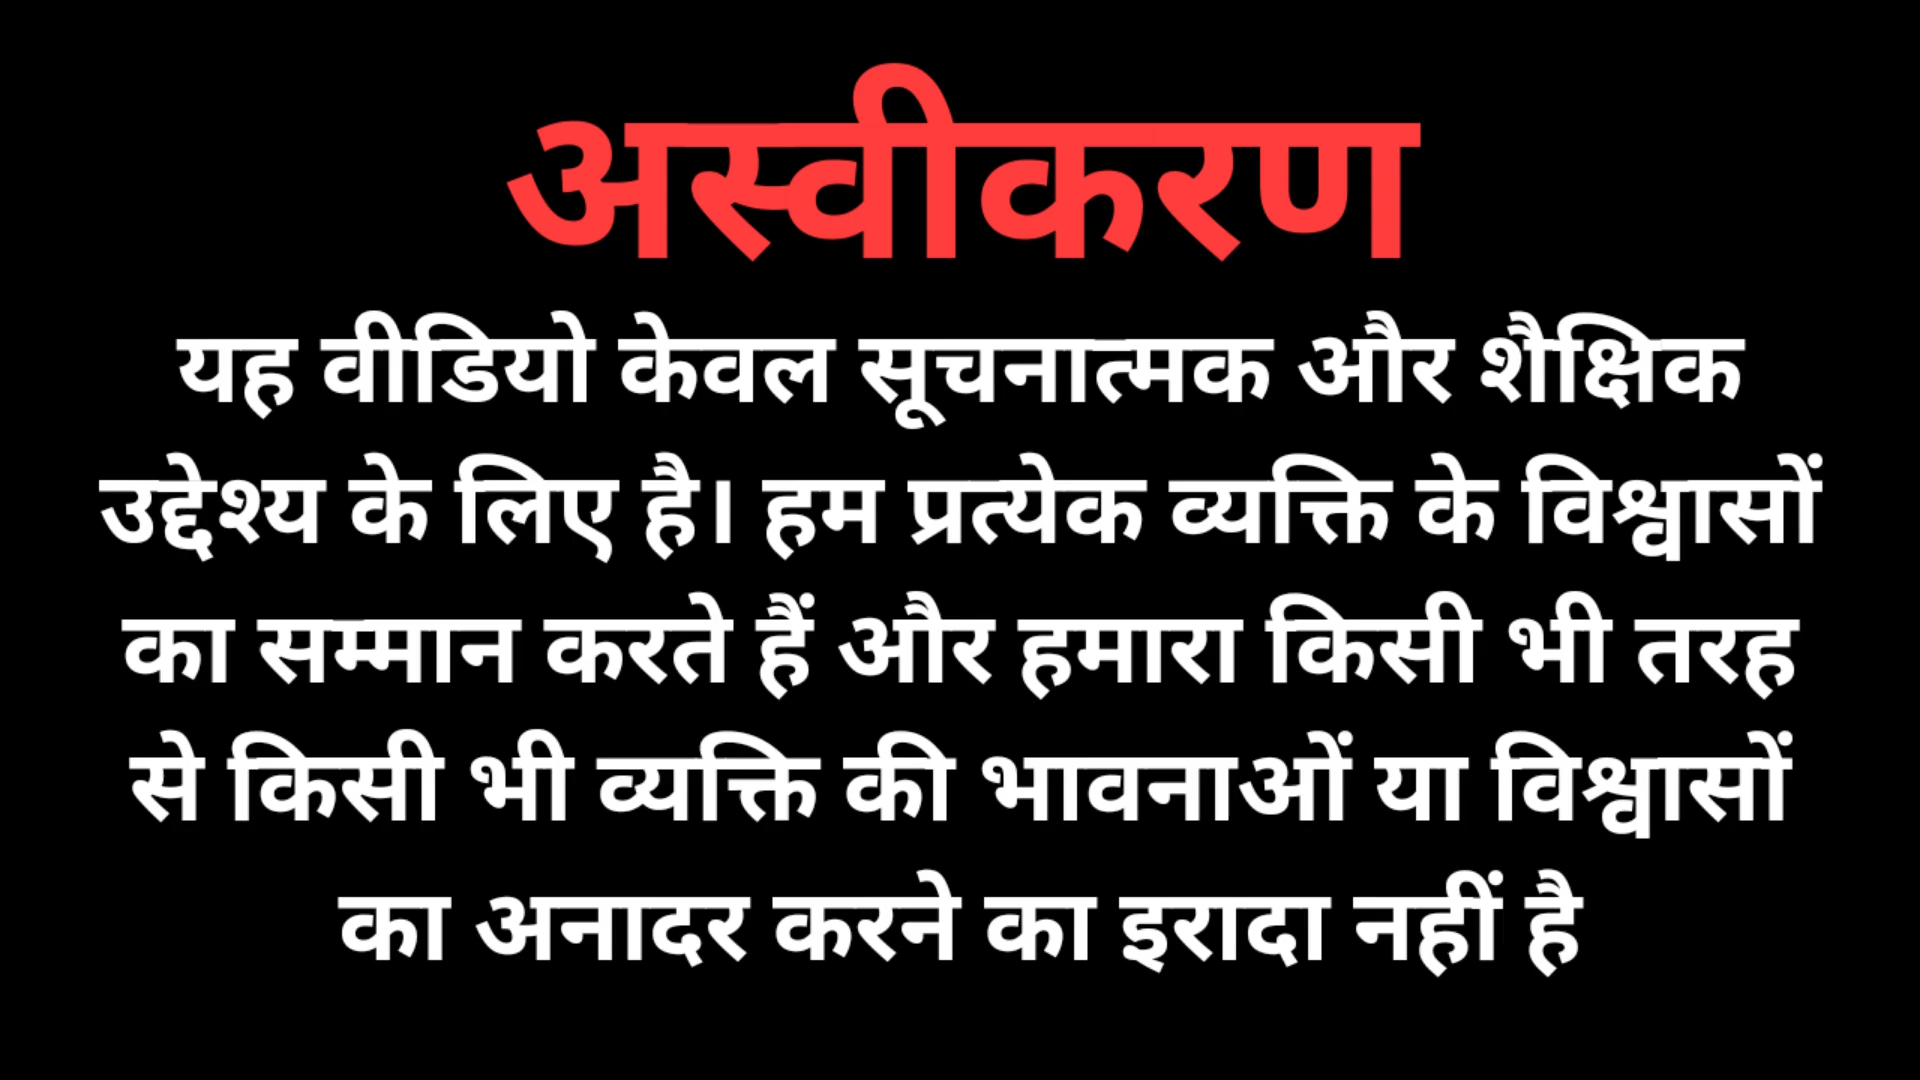 अस्वीकरण
यह वीडियो केवल सूचनात्मक और शैक्षिक
उद्देश्य के लिए है। हम प्रत्येक व्यक्ति के विश्वासों
का सम्मान करते हैं और हमारा किसी भी तरह
से किसी भी व्यक्ति की भावनाओं या विश्वासों
का अनादर करने का इरादा नहीं है